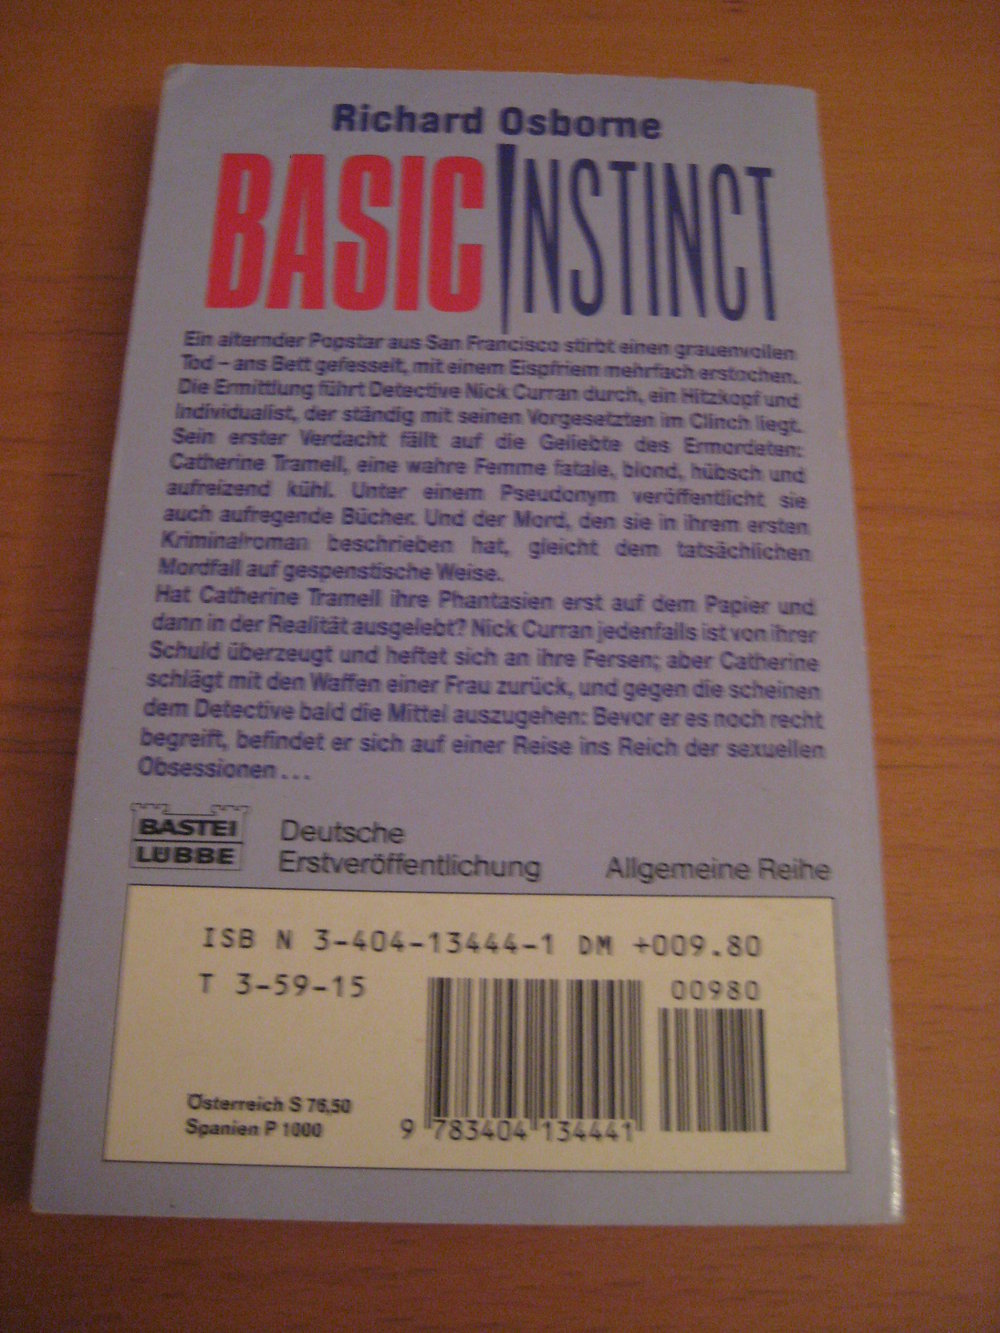 Richard Osborne
BASIC INSTINCT
Ein alternder Popstar aus San Francisco stirbt einen grauenvollen
Tod – ans Bett gefesselt, mit einem Eispfriem mehrfach erstochen.
Die Ermittlung führt Detective Nick Curran durch, ein Hitzkopf und
Individualist, der ständig mit seinen Vorgesetzten im Clinch liegt.
Sein erster Verdacht fällt auf die Geliebte des Ermordeten:
Catherine Tramell, eine wahre Femme fatale, blond, hübsch und
aufreizend kühl. Unter einem Pseudonym veröffentlicht sie
auch aufregende Bücher. Und der Mord, den sie in ihrem ersten
Kriminalroman beschrieben hat, gleicht dem tatsächlichen
Mordfall auf gespenstische Weise.
Hat Catherine Tramell ihre Phantasien erst auf dem Papier und
dann in der Realität ausgelebt? Nick Curran jedenfalls ist von ihrer
Schuld überzeugt und heftet sich an ihre Fersen; aber Catherine
schlägt mit den Waffen einer Frau zurück, und gegen die scheinen
dem Detective bald die Mittel auszugehen: Bevor er es noch recht
begreift, befindet er sich auf einer Reise ins Reich der sexuellen
Obsessionen . . .
BASTEI
LÜBBE
Deutsche
Erstveröffentlichung Allgemeine Reihe
ISB N 3-404-13444-1 DM +009.80
T 3-59-15 00980
Österreich S 76,50
Spanien P 1000
9 783404 134441